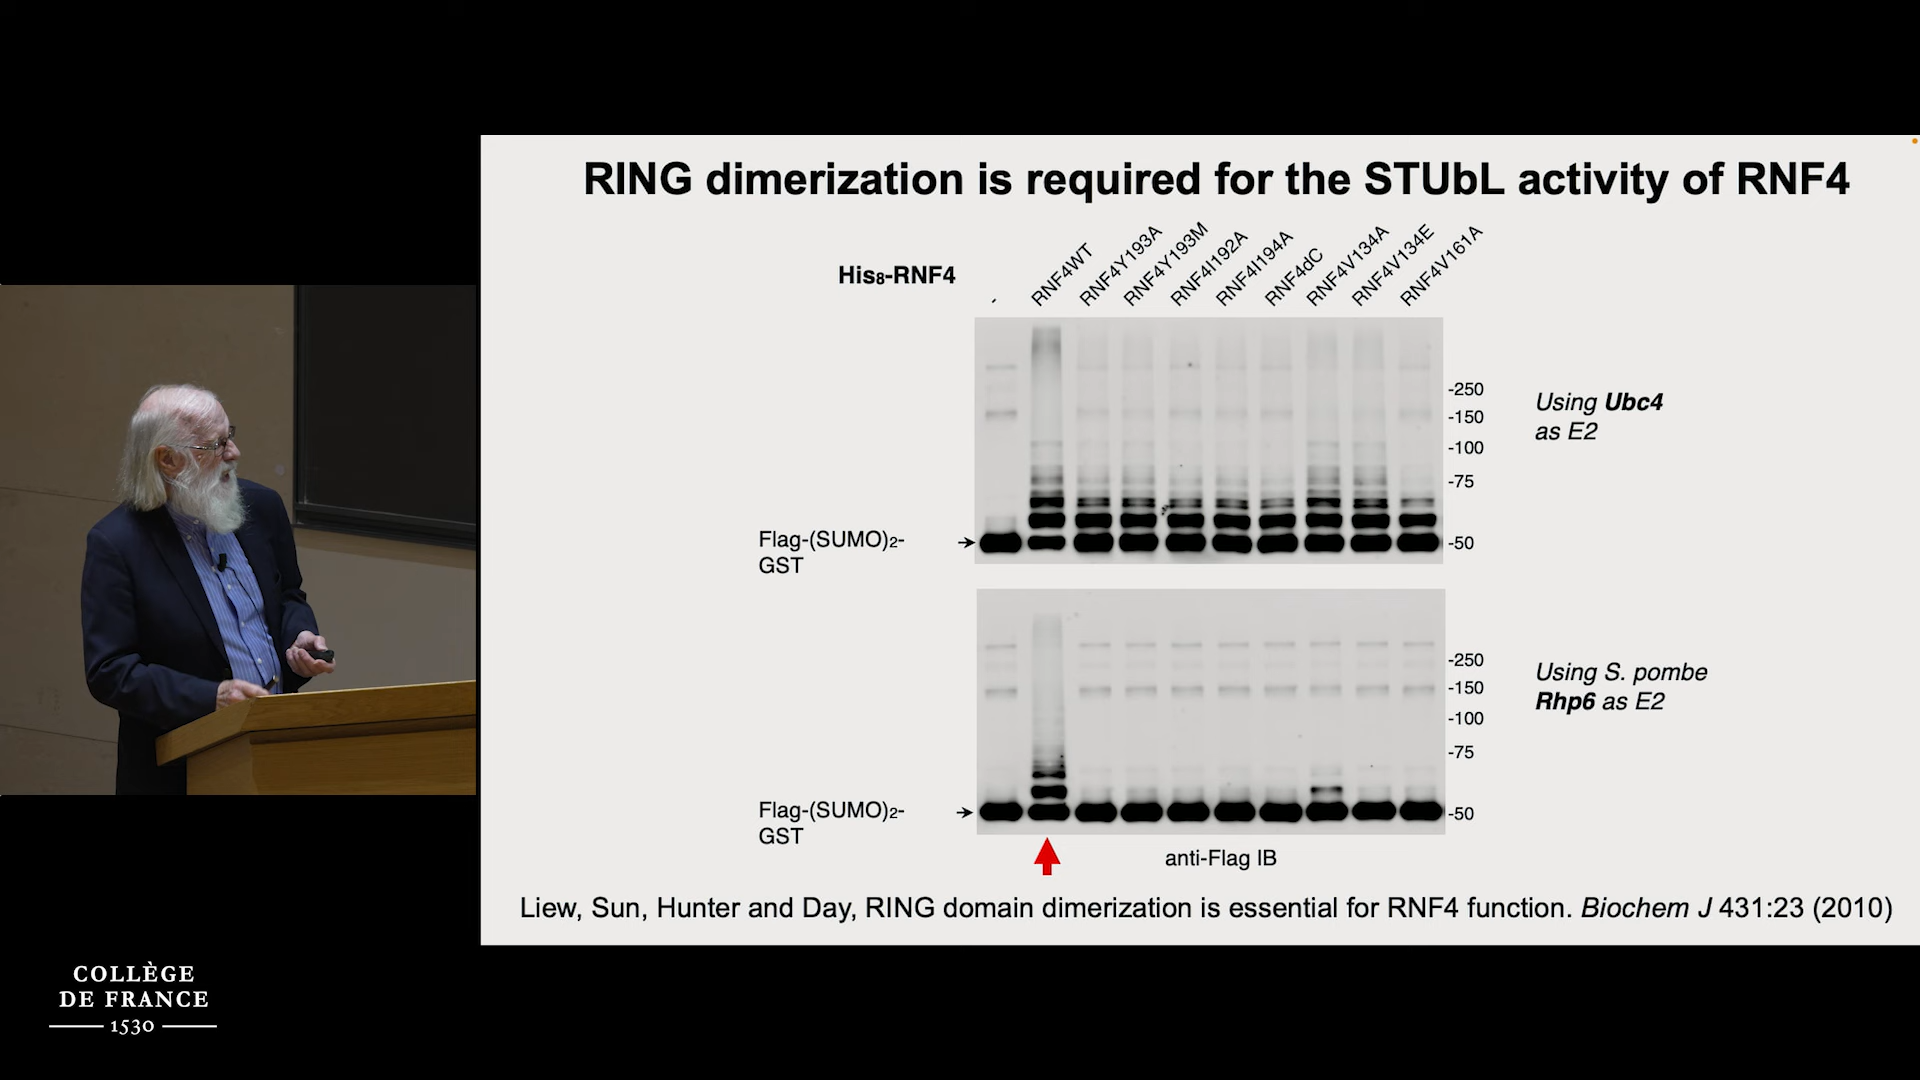 RING dimerization is required for the STUbL activity of RNF4
His8-RNF4
-
RNF4WT
RNF4Y193A
RNF4Y193M
RNF4I192A
RNF4I194A
RNF4dC
RNF4V134A
RNF4V134E
RNF4V161A
-250
-150
-100
-75
-50
Using Ubc4
as E2
Flag-(SUMO)2-
GST
-250
-150
-100
-75
-50
Using S. pombe
Rhp6 as E2
Flag-(SUMO)2-
GST
anti-Flag IB
Liew, Sun, Hunter and Day, RING domain dimerization is essential for RNF4 function. Biochem J 431:23 (2010)
COLLÈGE
DE FRANCE
1530